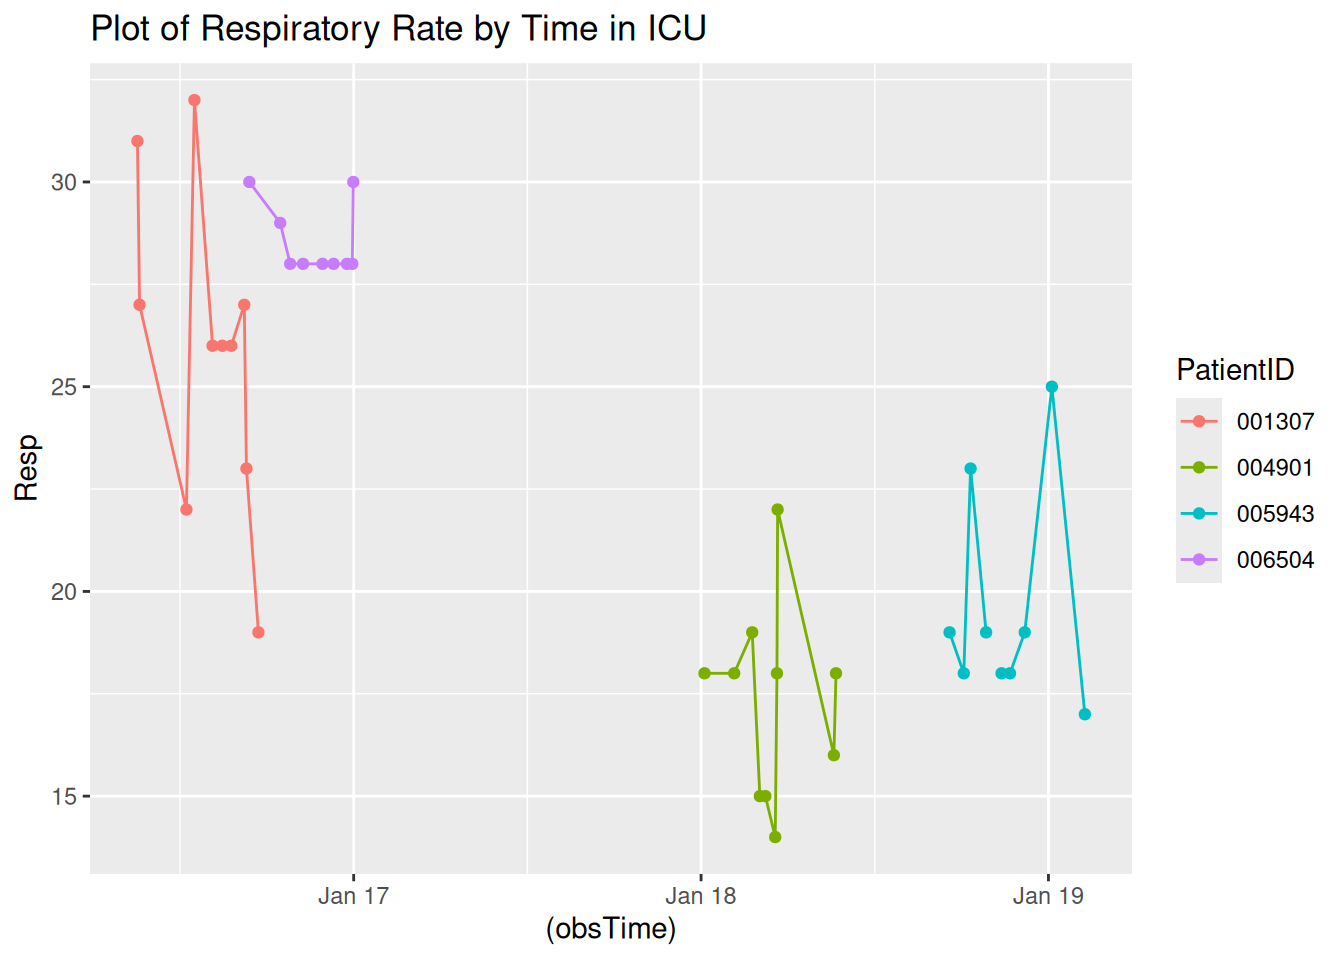 Plot of Respiratory Rate by Time in ICU
Resp
30
25
20
15
Jan 17 Jan 18 Jan 19
(obsTime)
PatientID
001307
004901
005943
006504